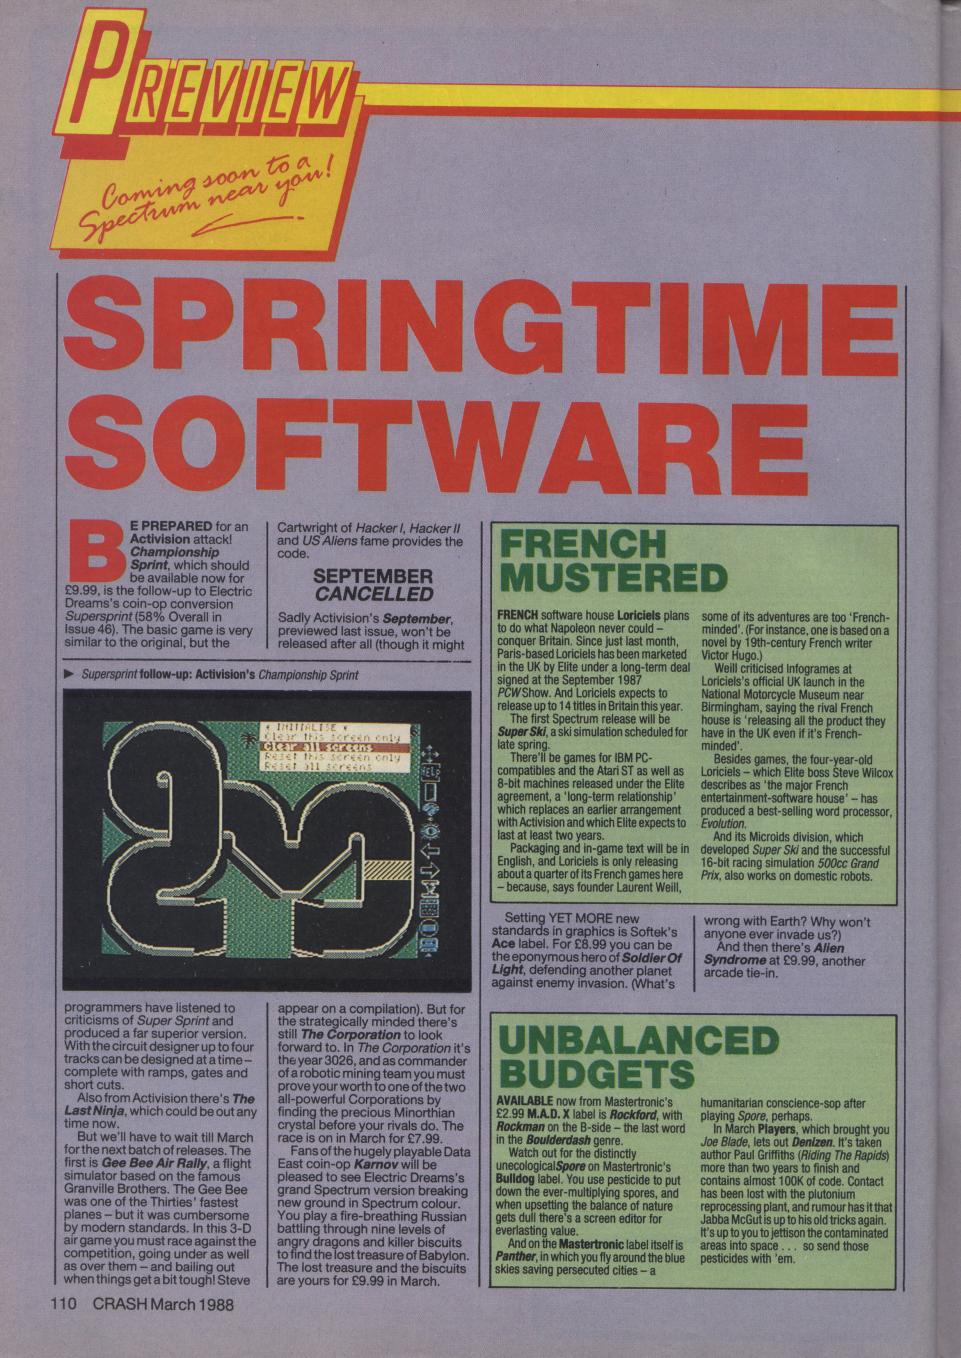 PREVIEW
Coming soon to a
Spectrum near you!
SPRINGTIME
SOFTWARE
BE PREPARED for an
Activision attack!
Championship
Sprint, which should
be available now for
£9.99, is the follow-up to Electric
Dreams's coin-op conversion
Supersprint (58% Overall in
Issue 46). The basic game is very
similar to the original, but the
► Supersprint follow-up: Activision's Championship Sprint
* INITIALISE *
Clear this screen only
Clear all screens
Reset this screen only
Reset all screens
programmers have listened to
criticisms of Super Sprint and
produced a far superior version.
With the circuit designer up to four
tracks can be designed at a time –
complete with ramps, gates and
short cuts.
Also from Activision there's The
Last Ninja, which could be out any
time now.
But we'll have to wait till March
for the next batch of releases. The
first is Gee Bee Air Rally, a flight
simulator based on the famous
Granville Brothers. The Gee Bee
was one of the Thirties' fastest
planes – but it was cumbersome
by modern standards. In this 3-D
air game you must race against the
competition, going under as well
as over them – and bailing out
when things get a bit tough! Steve
Cartwright of Hacker I, Hacker II
and US Aliens fame provides the
code.
SEPTEMBER
CANCELLED
Sadly Activision's September,
previewed last issue, won't be
released after all (though it might
appear on a compilation). But for
the strategically minded there's
still The Corporation to look
forward to. In The Corporation it's
the year 3026, and as commander
of a robotic mining team you must
prove your worth to one of the two
all-powerful Corporations by
finding the precious Minorthian
crystal before your rivals do. The
race is on in March for £7.99.
Fans of the hugely playable Data
East coin-op Karnov will be
pleased to see Electric Dreams's
grand Spectrum version breaking
new ground in Spectrum colour.
You play a fire-breathing Russian
battling through nine levels of
angry dragons and killer biscuits
to find the lost treasure of Babylon.
The lost treasure and the biscuits
are yours for £9.99 in March.
FRENCH
MUSTERED
FRENCH software house Loriciels plans
to do what Napoleon never could –
conquer Britain. Since just last month,
Paris-based Loriciels has been marketed
in the UK by Elite under a long-term deal
signed at the September 1987
PCW Show. And Loriciels expects to
release up to 14 titles in Britain this year.
The first Spectrum release will be
Super Ski, a ski simulation scheduled for
late spring.
There'll be games for IBM PC-
compatibles and the Atari ST as well as
8-bit machines released under the Elite
agreement, a 'long-term relationship'
which replaces an earlier arrangement
with Activision and which Elite expects to
last at least two years.
Packaging and in-game text will be in
English, and Loriciels is only releasing
about a quarter of its French games here
– because, says founder Laurent Weill,
some of its adventures are too 'French-
minded'. (For instance, one is based on a
novel by 19th-century French writer
Victor Hugo.)
Weill criticised Infogrames at
Loriciels's official UK launch in the
National Motorcycle Museum near
Birmingham, saying the rival French
house is 'releasing all the product they
have in the UK even if it's French-
minded'.
Besides games, the four-year-old
Loriciels – which Elite boss Steve Wilcox
describes as 'the major French
entertainment-software house' – has
produced a best-selling word processor,
Evolution.
And its Microids division, which
developed Super Ski and the successful
16-bit racing simulation 500cc Grand
Prix, also works on domestic robots.
Setting YET MORE new
standards in graphics is Softek's
Ace label. For £8.99 you can be
the eponymous hero of Soldier Of
Light, defending another planet
against enemy invasion. (What's
wrong with Earth? Why won't
anyone ever invade us?)
And then there's Alien
Syndrome at £9.99, another
arcade tie-in.
UNBALANCED
BUDGETS
AVAILABLE now from Mastertronic's
£2.99 M.A.D. X label is Rockford, with
Rockman on the B-side – the last word
in the Boulderdash genre.
Watch out for the distinctly
unecological Spore on Mastertronic's
Bulldog label. You use pesticide to put
down the ever-multiplying spores, and
when upsetting the balance of nature
gets dull there's a screen editor for
everlasting value.
And on the Mastertronic label itself is
Panther, in which you fly around the blue
skies saving persecuted cities – a
humanitarian conscience-sop after
playing Spore, perhaps.
In March Players, which brought you
Joe Blade, lets out Denizen. It's taken
author Paul Griffiths (Riding The Rapids)
more than two years to finish and
contains almost 100K of code. Contact
has been lost with the plutonium
reprocessing plant, and rumour has it that
Jabba McGut is up to his old tricks again.
It's up to you to jettison the contaminated
areas into space . . . so send those
pesticides with 'em.
110 CRASH March 1988